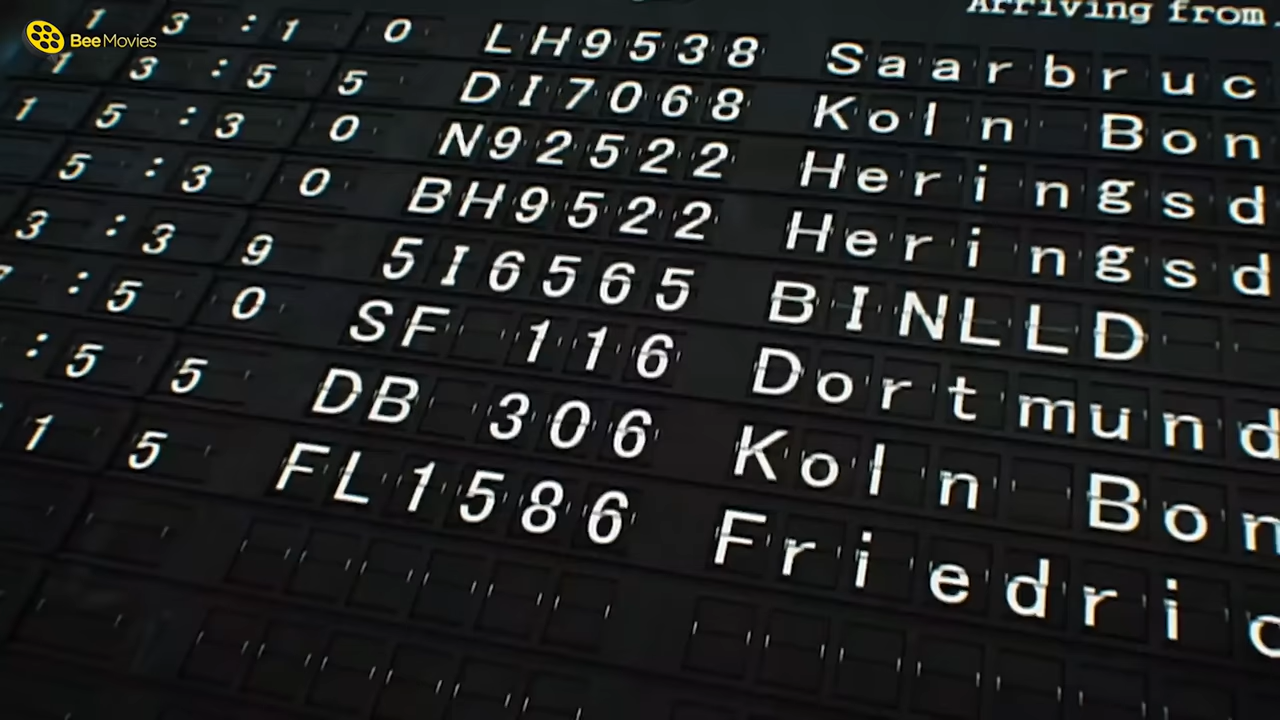 BeeMovies
Arriving from
13:10 LH9538 Saarbruc
13:55 DI7068 Koln Bon
15:30 N92522 Heringsd
5:30 BH9522 Heringsd
3:39 5I6565 BINLLD
7:50 SF 116 Dortmund
:55 DB 306 Koln Bon
15 FL1586 Friedric